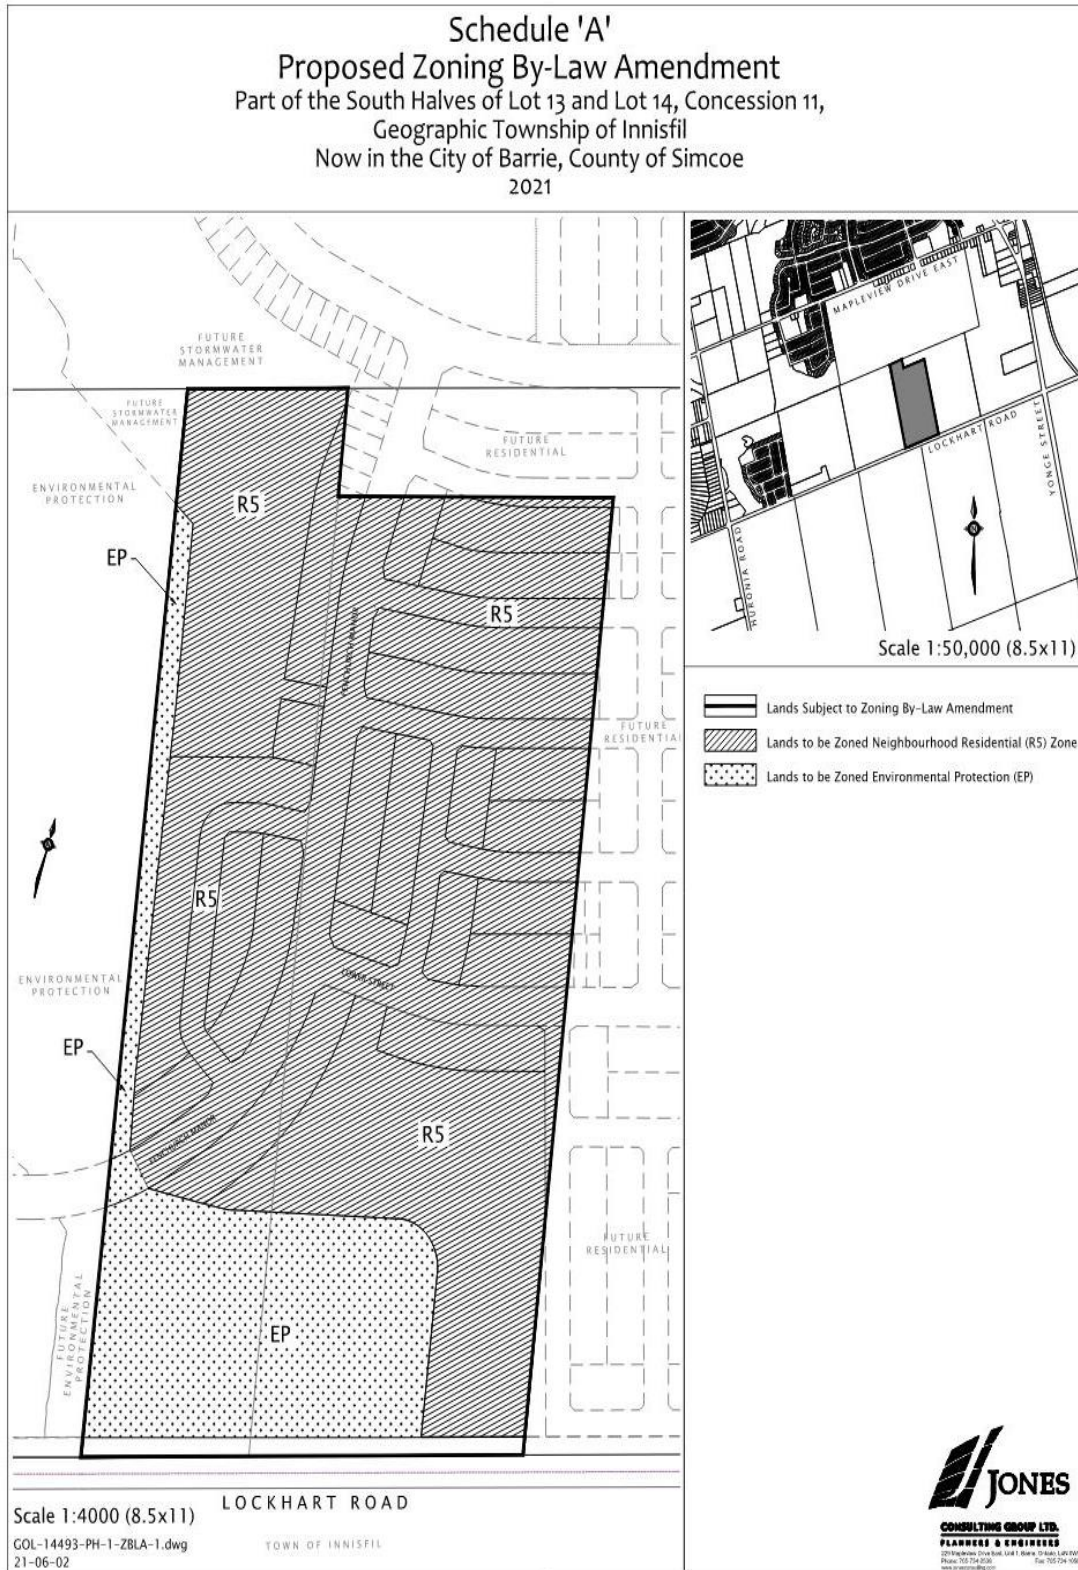 Schedule 'A'
Proposed Zoning By-Law Amendment
Part of the South Halves of Lot 13 and Lot 14, Concession 11,
Geographic Township of Innisfil
Now in the City of Barrie, County of Simcoe
2021
FUTURE
STORMWATER
MANAGEMENT
FUTURE
STORMWATER
MANAGEMENT
FUTURE
RESIDENTIAL
ENVIRONMENTAL
PROTECTION
R5
EP
R5
FENCHURCH MANOR
FUTURE
RESIDENTIAL
R5
LOWER STREET
ENVIRONMENTAL
PROTECTION
EP
FENCHURCH MANOR
R5
FUTURE
RESIDENTIAL
FUTURE
ENVIRONMENTAL
PROTECTION
EP
LOCKHART ROAD
Scale 1:4000 (8.5x11)
GOL-14493-PH-1-ZBLA-1.dwg
21-06-02
TOWN OF INNISFIL
MAPLEVIEW DRIVE EAST
LOCKHART ROAD
YONGE STREET
HURONIA ROAD
Scale 1:50,000 (8.5x11)
Lands Subject to Zoning By-Law Amendment
Lands to be Zoned Neighbourhood Residential (R5) Zone
Lands to be Zoned Environmental Protection (EP)
JONES
CONSULTING GROUP LTD.
PLANNERS & ENGINEERS